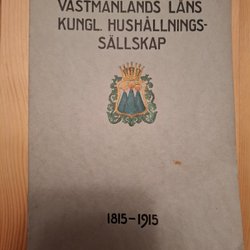 VÄSTMANLANDS LÄNS
KUNGL. HUSHÅLLNINGS-
SÄLLSKAP
1815-1915